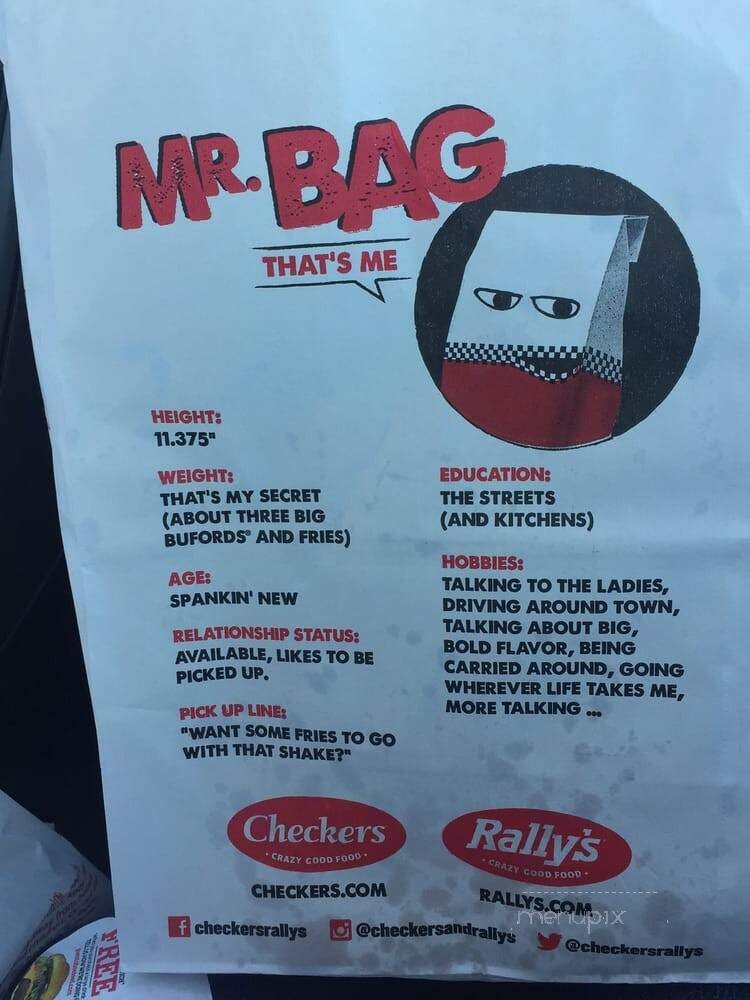 MR. BAG
THAT'S ME
HEIGHT:
11.375"
WEIGHT:
THAT'S MY SECRET
(ABOUT THREE BIG
BUFORDS® AND FRIES)
AGE:
SPANKIN' NEW
RELATIONSHIP STATUS:
AVAILABLE, LIKES TO BE
PICKED UP.
PICK UP LINE:
"WANT SOME FRIES TO GO
WITH THAT SHAKE?"
EDUCATION:
THE STREETS
(AND KITCHENS)
HOBBIES:
TALKING TO THE LADIES,
DRIVING AROUND TOWN,
TALKING ABOUT BIG,
BOLD FLAVOR, BEING
CARRIED AROUND, GOING
WHEREVER LIFE TAKES ME,
MORE TALKING ...
Checkers
• CRAZY GOOD FOOD •
CHECKERS.COM
Rally's
• CRAZY GOOD FOOD •
RALLYS.COM
menupix
f checkersrallys
@checkersandrallys
@checkersrallys
FREE